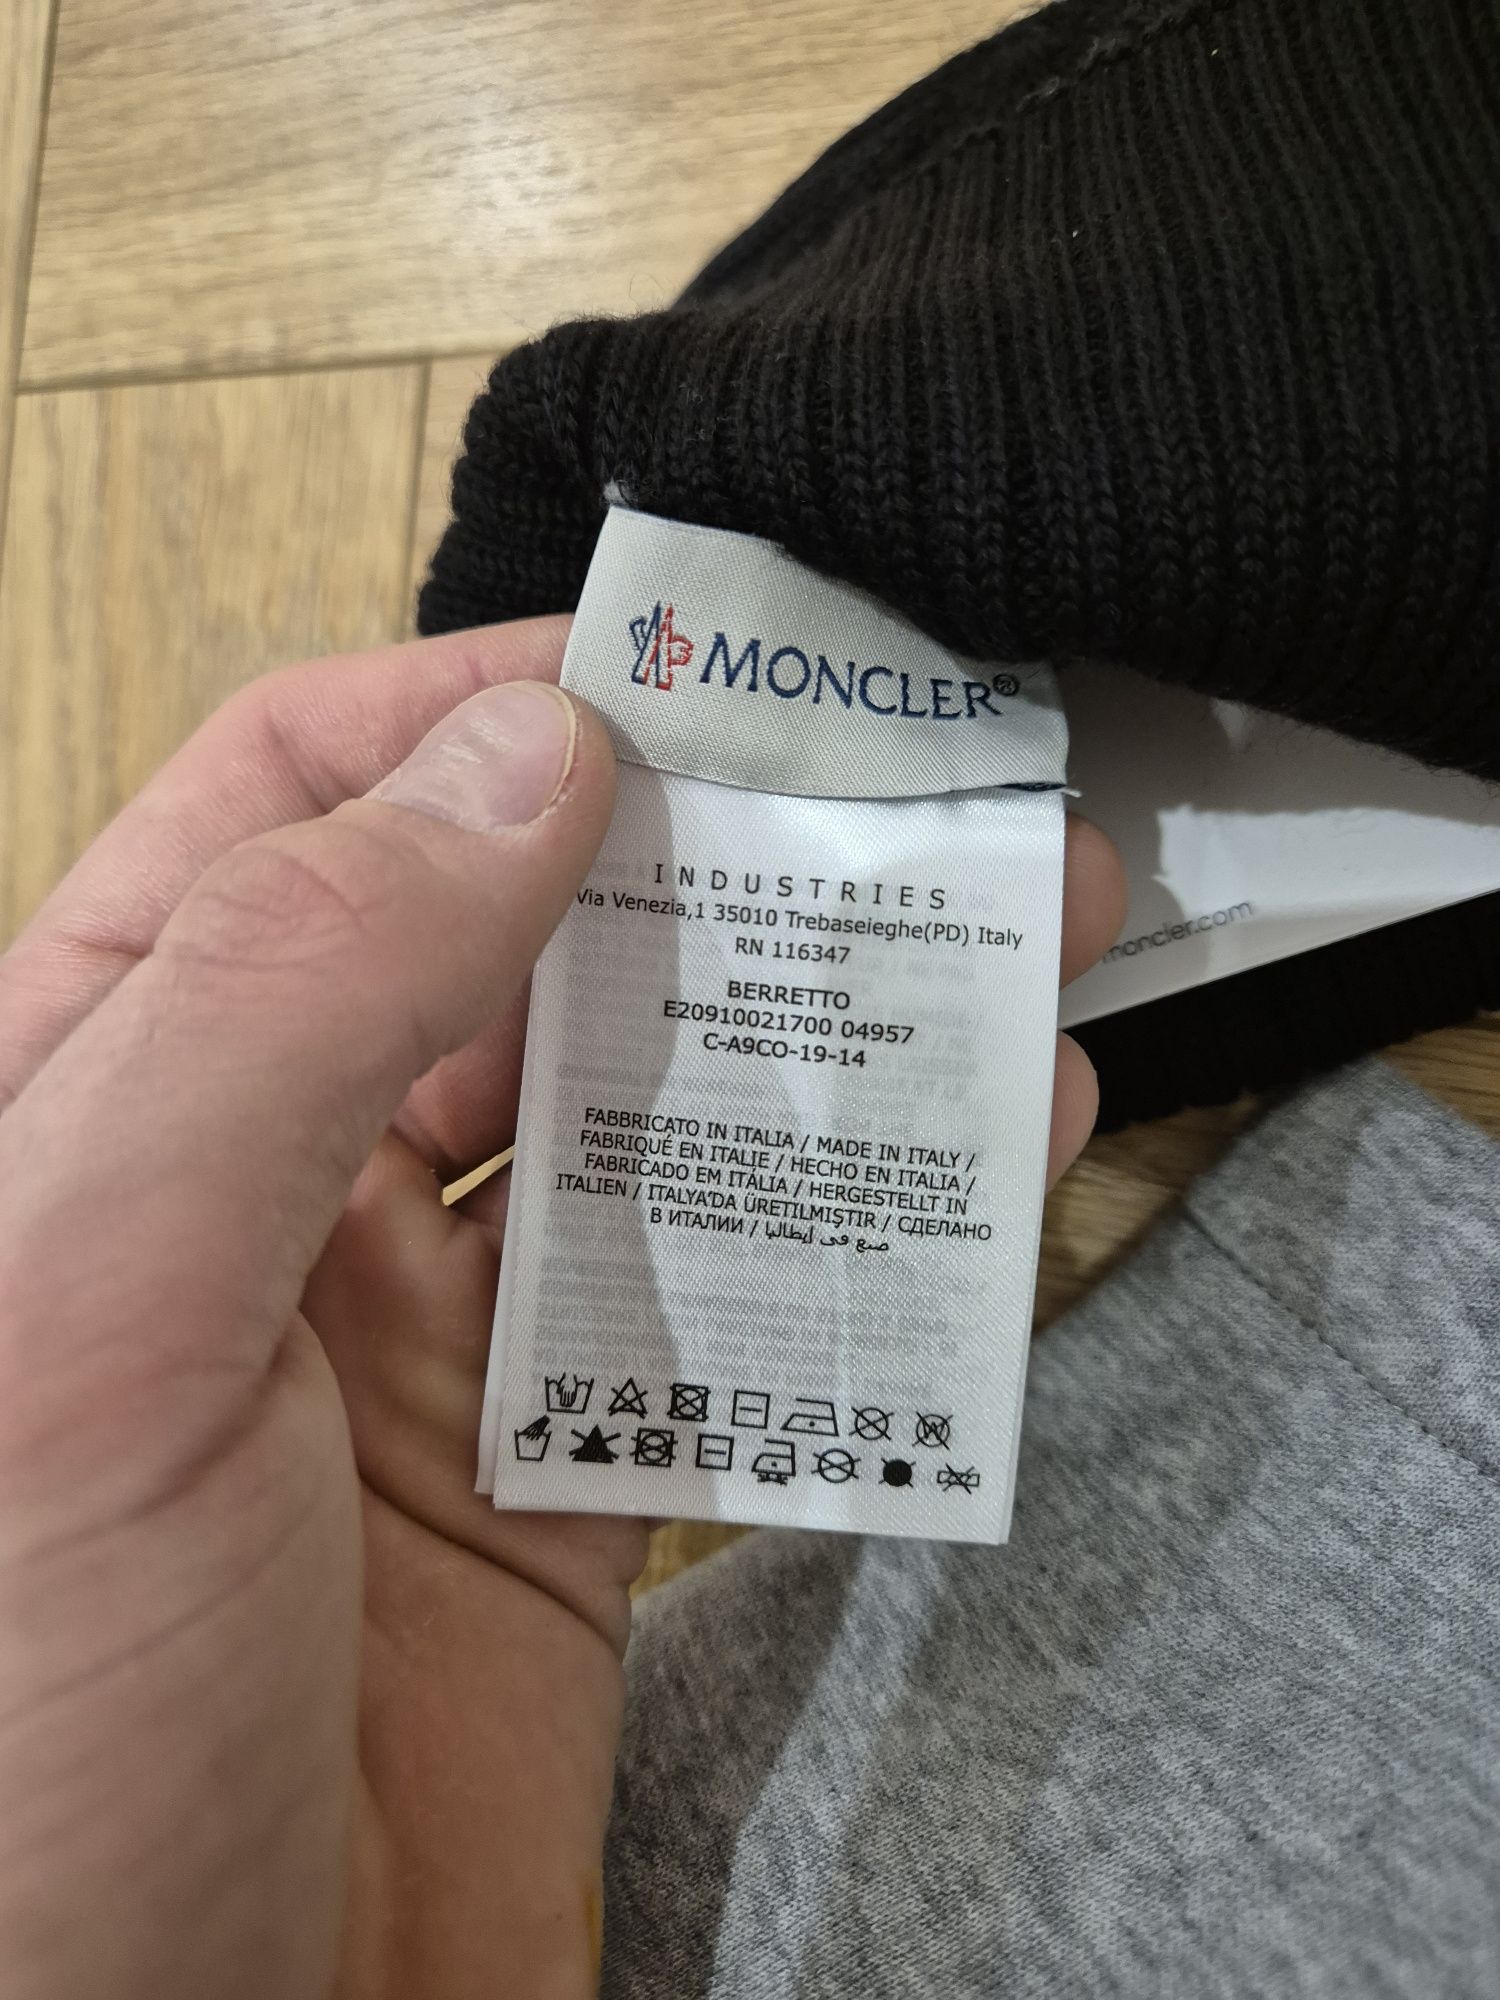 MONCLER®
INDUSTRIES
Via Venezia,1 35010 Trebaseieghe(PD) Italy
RN 116347
BERRETTO
E20910021700 04957
C-A9CO-19-14
FABBRICATO IN ITALIA / MADE IN ITALY /
FABRIQUÉ EN ITALIE / HECHO EN ITALIA /
FABRICADO EM ITÁLIA / HERGESTELLT IN
ITALIEN / ITALYA'DA ÜRETILMIŞTIR / СДЕЛАНО
В ИТАЛИИ / صنع في إيطاليا
W
moncler.com